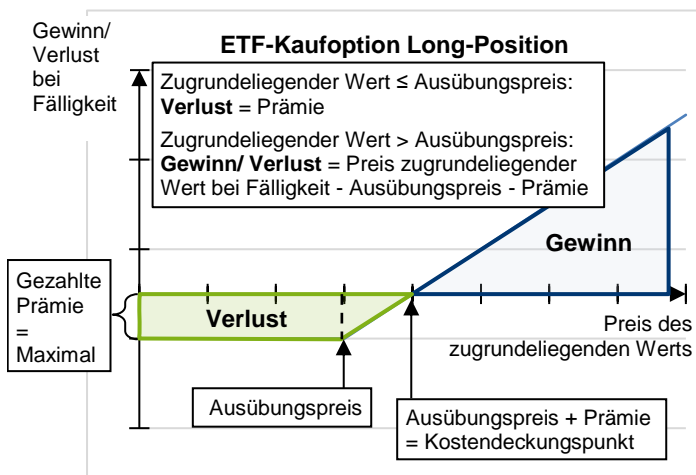 Gewinn/
Verlust
bei
Fälligkeit
ETF-Kaufoption Long-Position
Zugrundeliegender Wert ≤ Ausübungspreis:
Verlust = Prämie
Zugrundeliegender Wert > Ausübungspreis:
Gewinn/ Verlust = Preis zugrundeliegender
Wert bei Fälligkeit - Ausübungspreis - Prämie
Gewinn
Gezahlte
Prämie
=
Maximal
Verlust
Preis des
zugrundeliegenden Werts
Ausübungspreis
Ausübungspreis + Prämie
= Kostendeckungspunkt